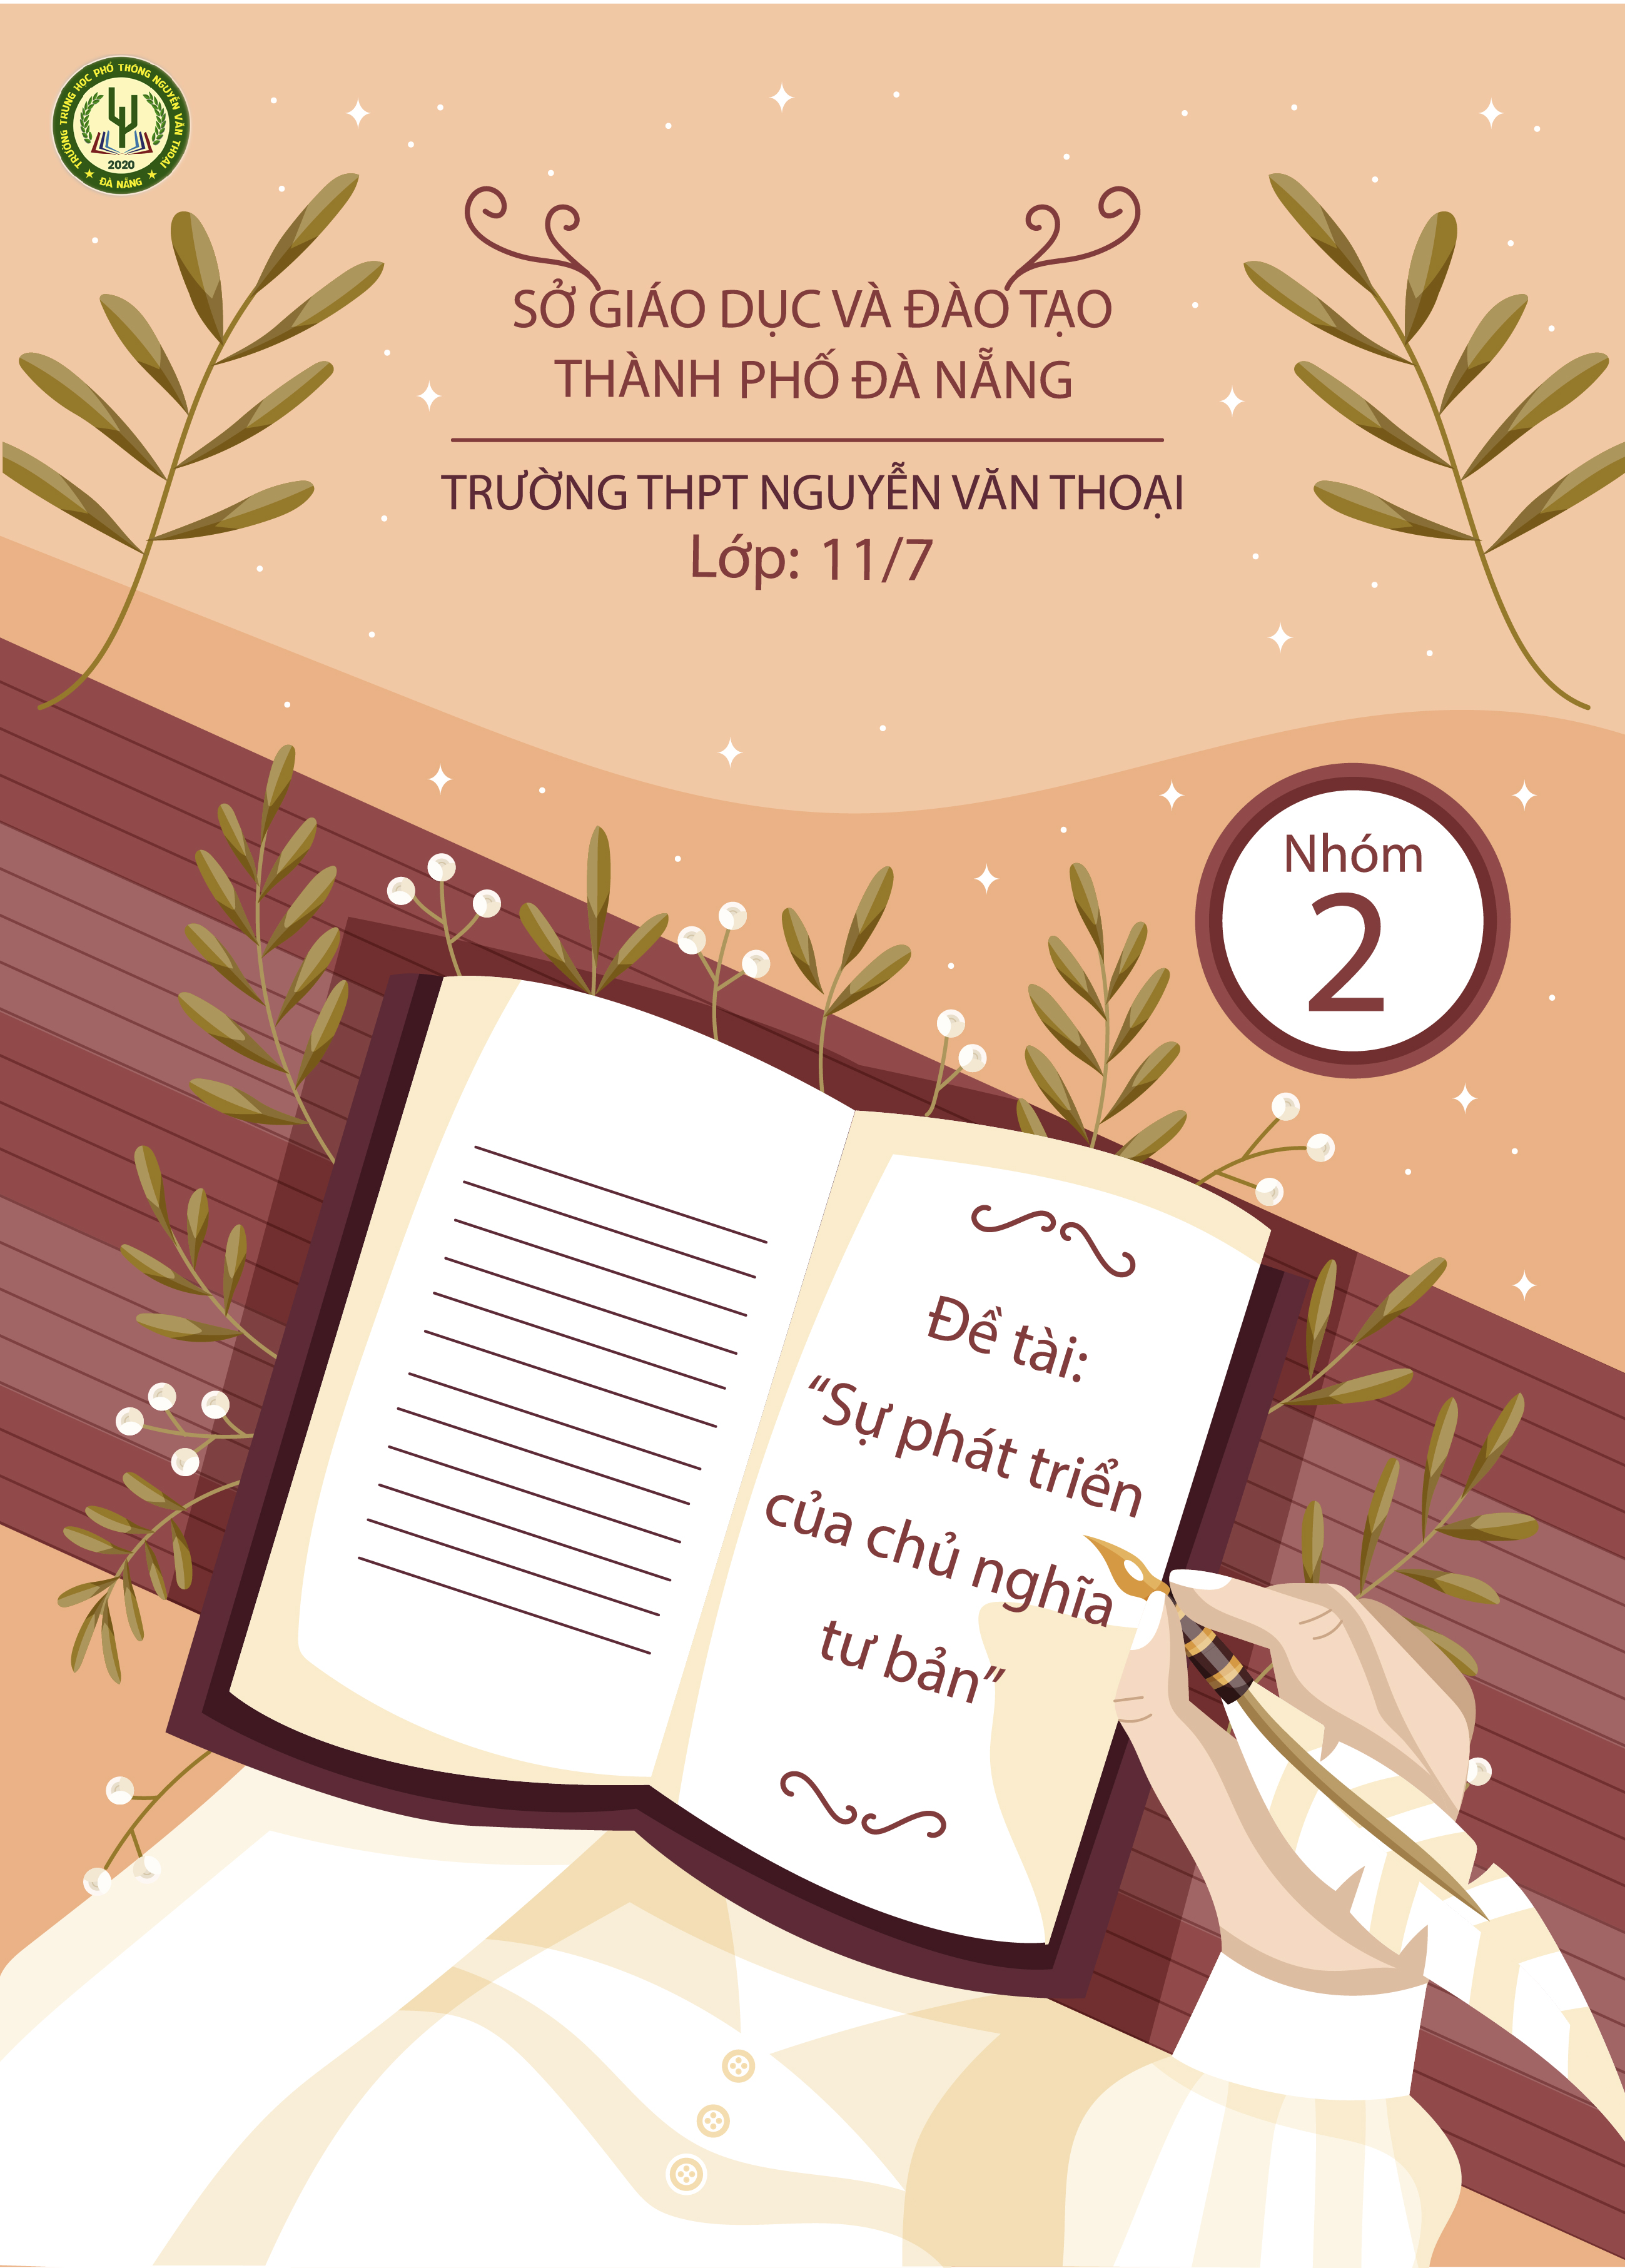 TRƯỜNG TRUNG HỌC PHỔ THÔNG NGUYỄN VĂN THOẠI
2020
ĐÀ NẴNG
SỞ GIÁO DỤC VÀ ĐÀO TẠO
THÀNH PHỐ ĐÀ NẴNG
TRƯỜNG THPT NGUYỄN VĂN THOẠI
Lớp: 11/7
Nhóm
2
Đề tài:
“Sự phát triển
của chủ nghĩa
tư bản”